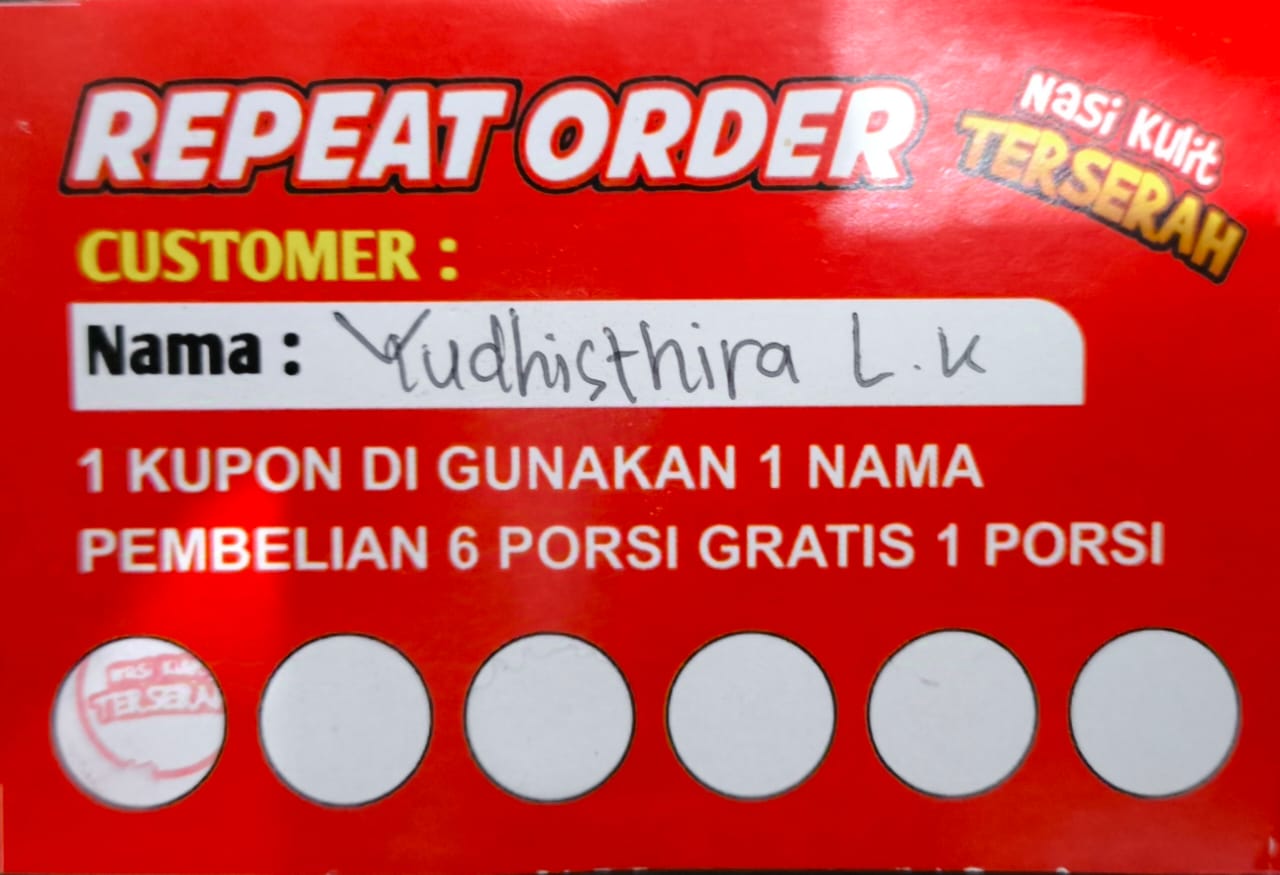 REPEAT ORDER
Nasi Kulit
TERSERAH
CUSTOMER :
Nama : Yudhisthira L.K
1 KUPON DI GUNAKAN 1 NAMA
PEMBELIAN 6 PORSI GRATIS 1 PORSI
TERSERA